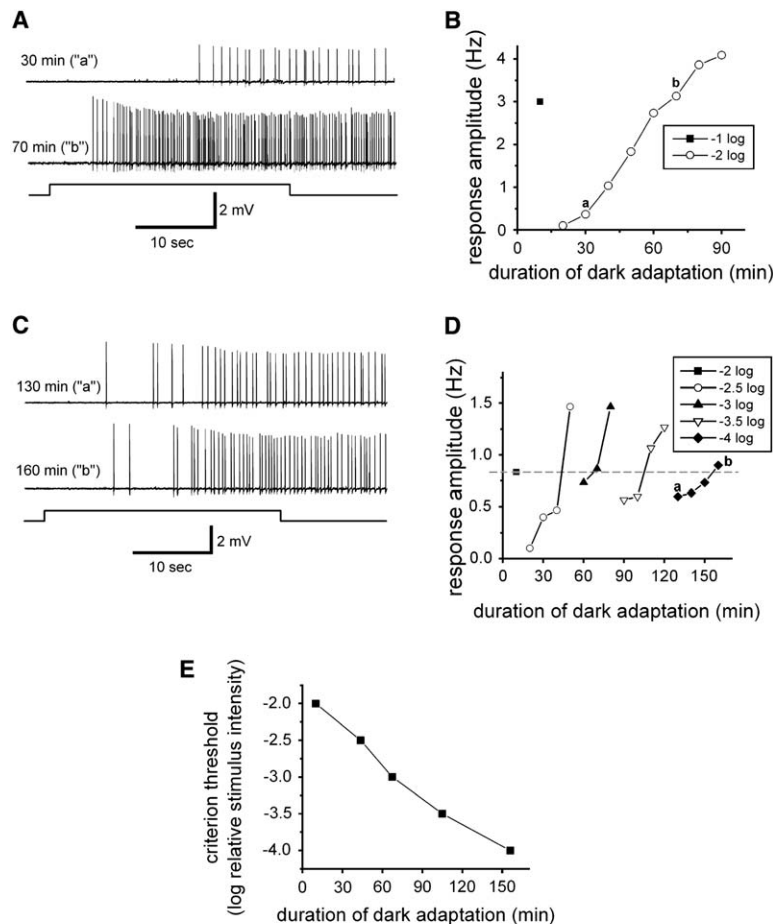 A
30 min ("a")
70 min ("b")
2 mV
10 sec
B
response amplitude (Hz)
4
3
2
1
0
a
b
-1 log
-2 log
0 30 60 90
duration of dark adaptation (min)
C
130 min ("a")
160 min ("b")
2 mV
10 sec
D
response amplitude (Hz)
1.5
1.0
0.5
0.0
-2 log
-2.5 log
-3 log
-3.5 log
-4 log
a
b
0 30 60 90 120 150
duration of dark adaptation (min)
E
criterion threshold
(log relative stimulus intensity)
-2.0
-2.5
-3.0
-3.5
-4.0
0 30 60 90 120 150
duration of dark adaptation (min)